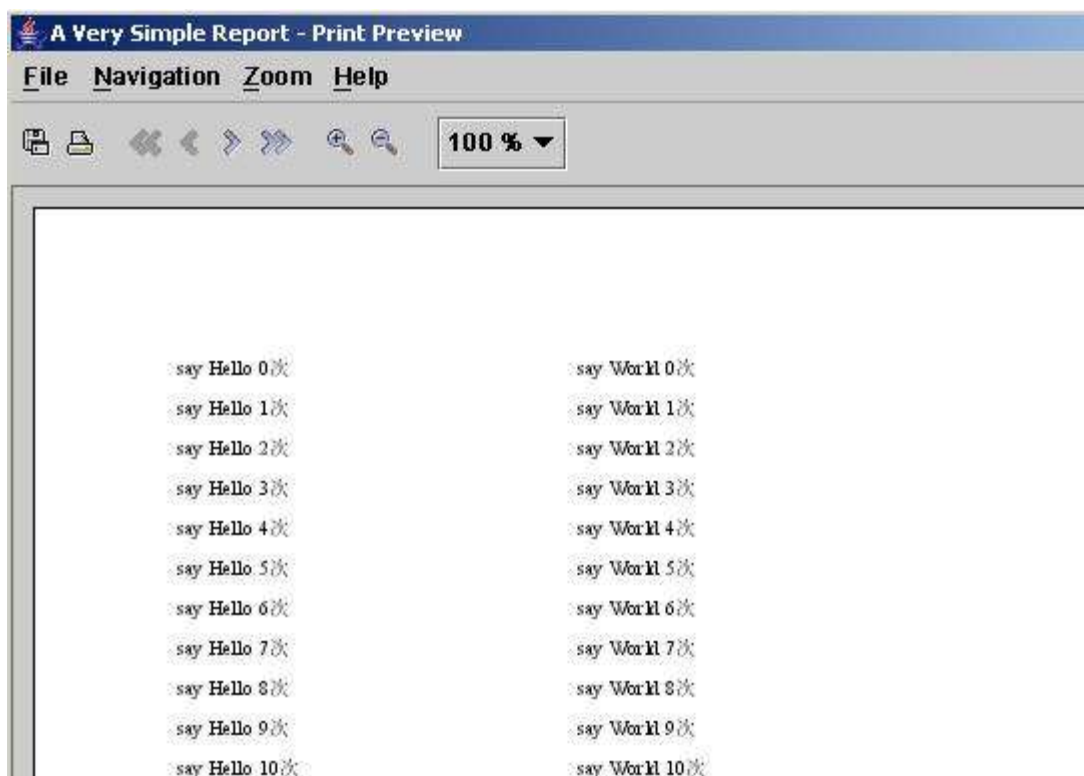 A Very Simple Report - Print Preview
File Navigation Zoom Help
100 %
say Hello 0次 say World 0次
say Hello 1次 say World 1次
say Hello 2次 say World 2次
say Hello 3次 say World 3次
say Hello 4次 say World 4次
say Hello 5次 say World 5次
say Hello 6次 say World 6次
say Hello 7次 say World 7次
say Hello 8次 say World 8次
say Hello 9次 say World 9次
say Hello 10次 say World 10次